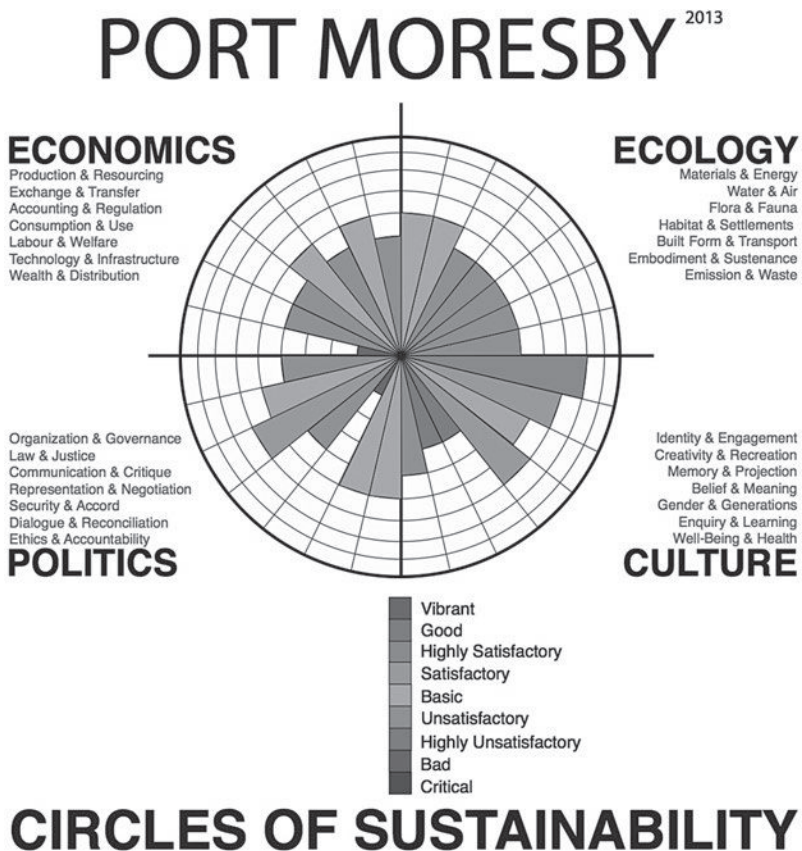 PORT MORESBY 2013
ECONOMICS
Production & Resourcing
Exchange & Transfer
Accounting & Regulation
Consumption & Use
Labour & Welfare
Technology & Infrastructure
Wealth & Distribution
ECOLOGY
Materials & Energy
Water & Air
Flora & Fauna
Habitat & Settlements
Built Form & Transport
Embodiment & Sustenance
Emission & Waste
Organization & Governance
Law & Justice
Communication & Critique
Representation & Negotiation
Security & Accord
Dialogue & Reconciliation
Ethics & Accountability
POLITICS
Identity & Engagement
Creativity & Recreation
Memory & Projection
Belief & Meaning
Gender & Generations
Enquiry & Learning
Well-Being & Health
CULTURE
Vibrant
Good
Highly Satisfactory
Satisfactory
Basic
Unsatisfactory
Highly Unsatisfactory
Bad
Critical
CIRCLES OF SUSTAINABILITY